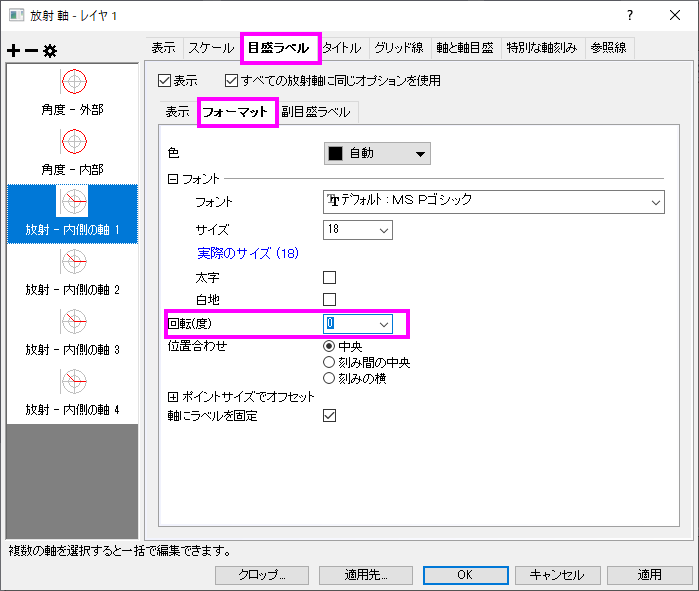 放射 軸 - レイヤ 1
表示 スケール 目盛ラベル タイトル グリッド線 軸と軸目盛 特別な軸刻み 参照線
表示 すべての放射軸に同じオプションを使用
表示 フォーマット 副目盛ラベル
角度 - 外部
角度 - 内部
放射 - 内側の軸 1
放射 - 内側の軸 2
放射 - 内側の軸 3
放射 - 内側の軸 4
色 自動
フォント
フォント デフォルト: MS Pゴシック
サイズ 18
実際のサイズ (18)
太字
白地
回転(度) 0
位置合わせ 中央
刻み間の中央
刻みの横
ポイントサイズでオフセット
軸にラベルを固定
複数の軸を選択すると一括で編集できます。
クロップ... 適用先... OK キャンセル 適用